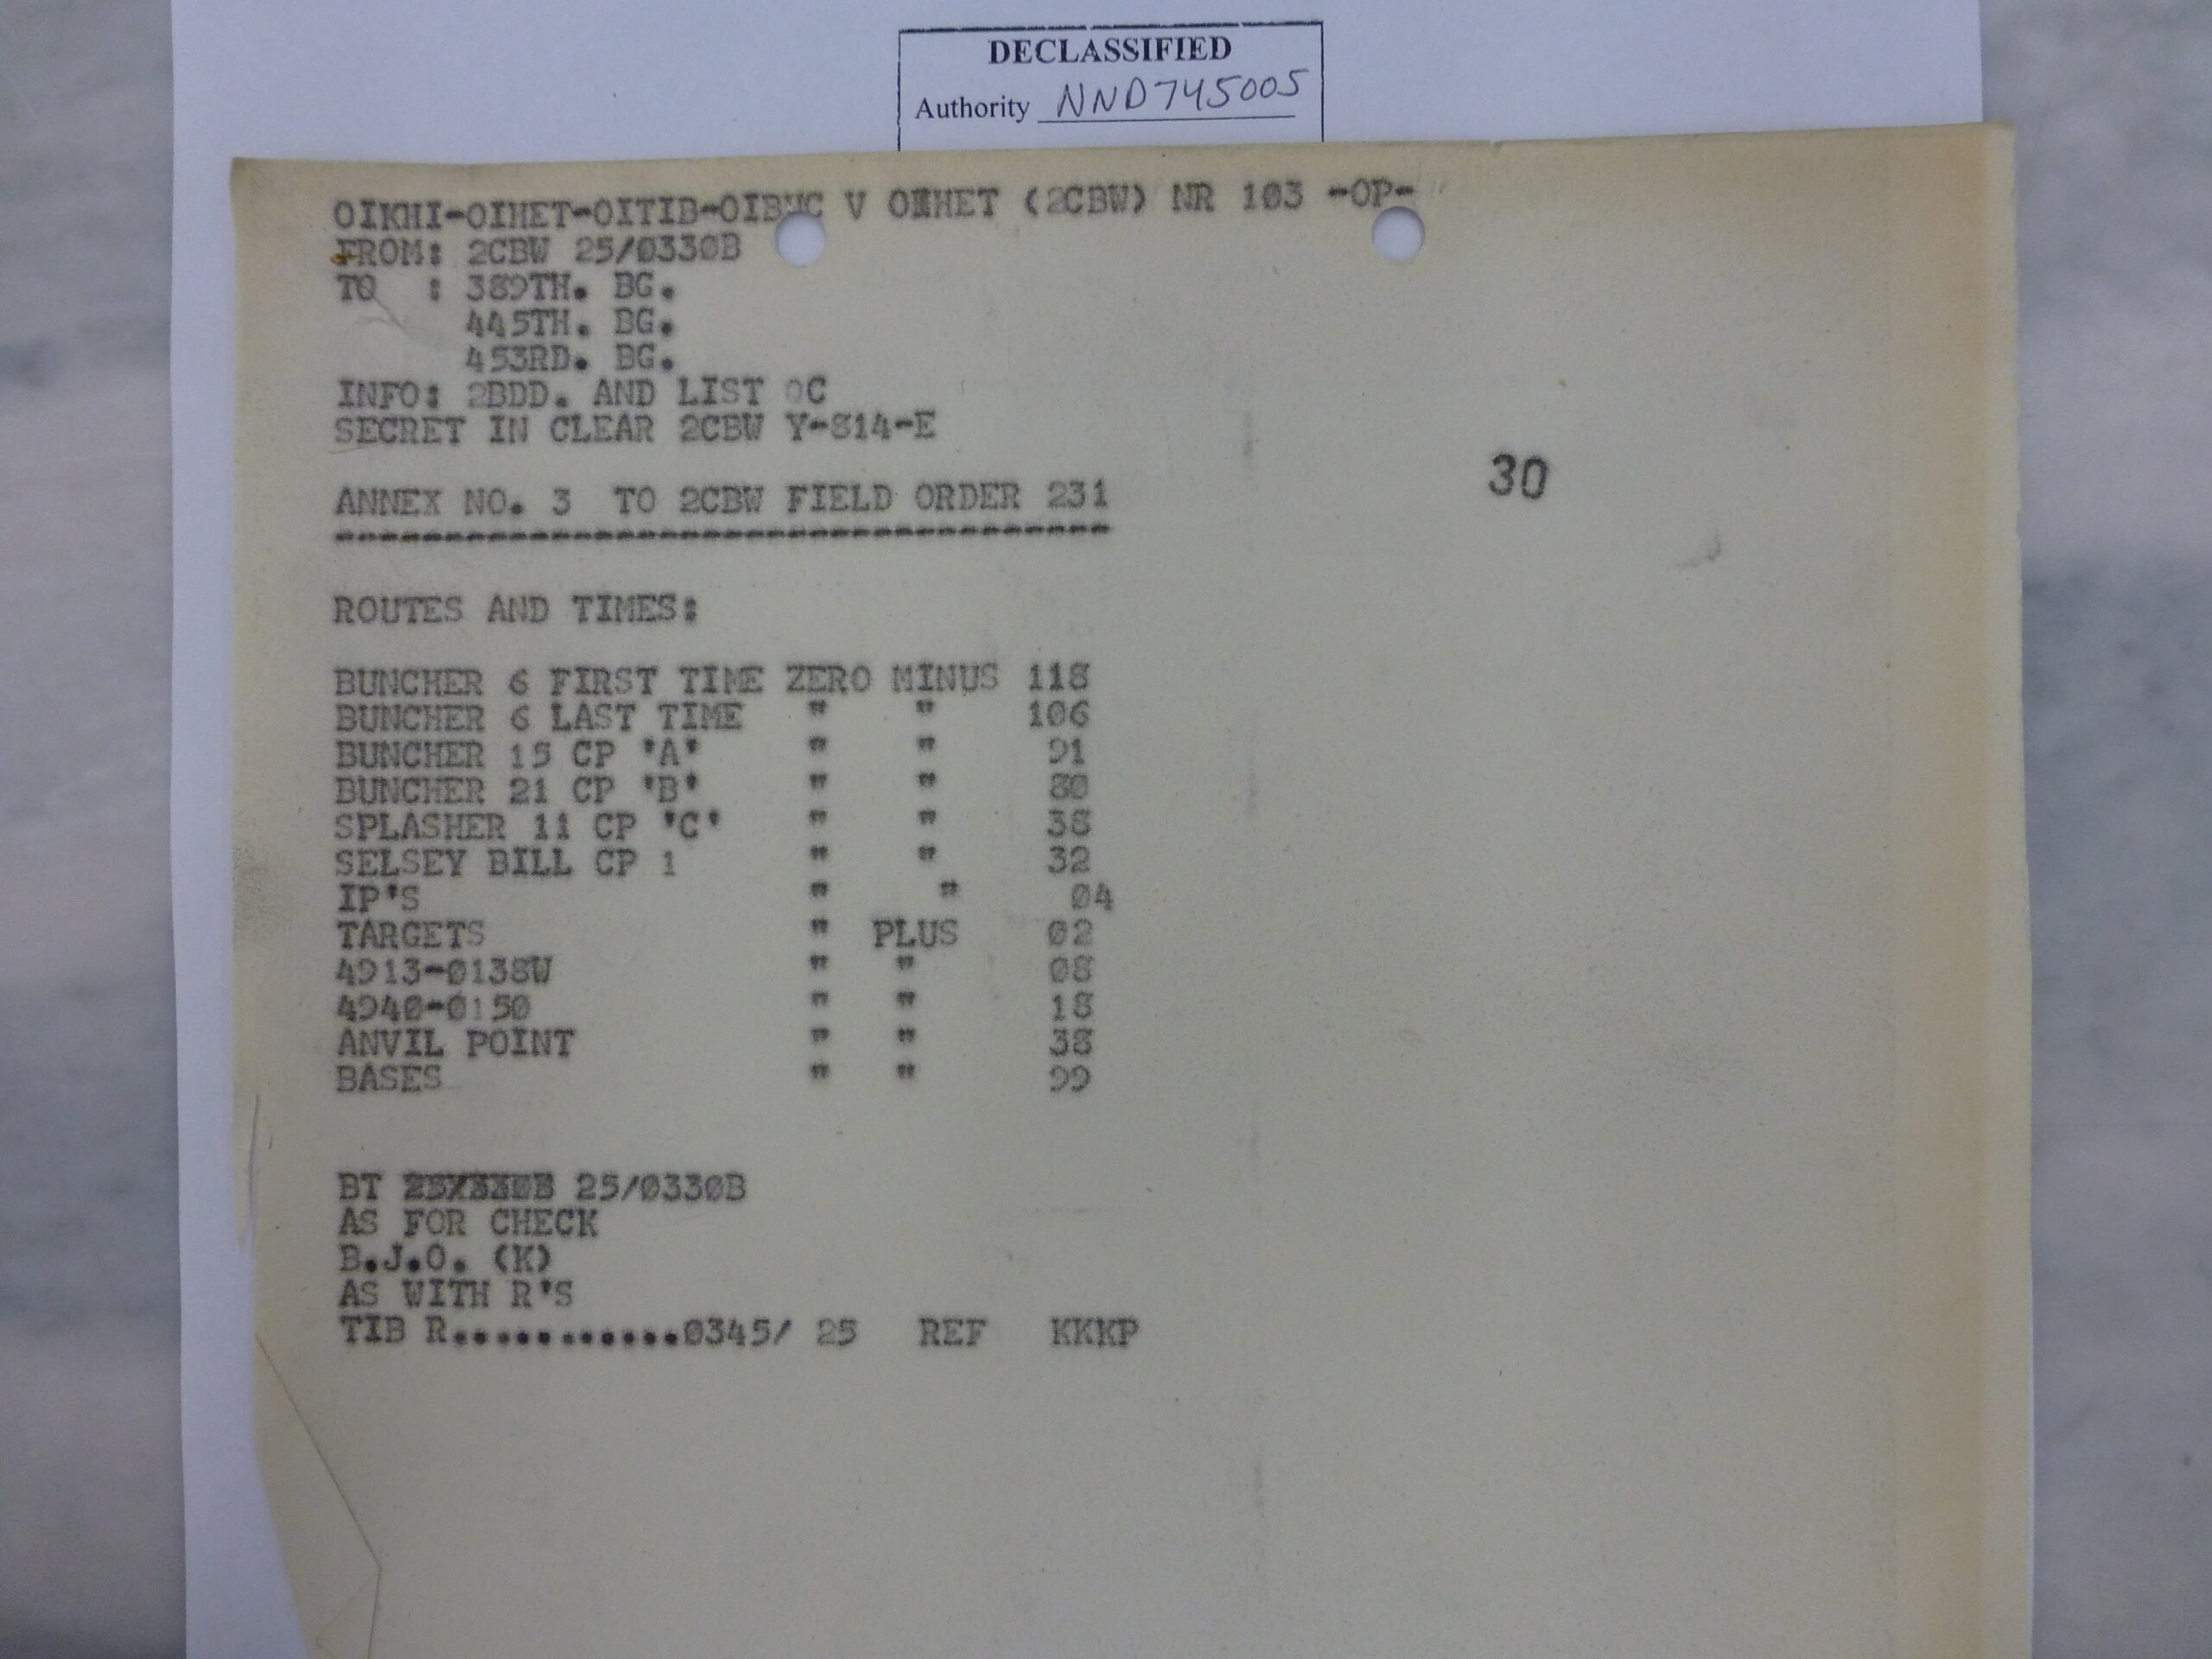 DECLASSIFIED
Authority NND745005
OIKHI-OIHET-OITIB-OIBUC V OIHET (2CBW) NR 103 -OP-
FROM: 2CBW 25/0330B
TO : 389TH. BG.
445TH. BG.
453RD. BG.
INFO: 2BDD. AND LIST OC
SECRET IN CLEAR 2CBW Y-814-E
30
ANNEX NO. 3 TO 2CBW FIELD ORDER 231
------------------------------------
ROUTES AND TIMES:
BUNCHER 6 FIRST TIME ZERO MINUS 118
BUNCHER 6 LAST TIME " " 106
BUNCHER 15 CP 'A' " " 91
BUNCHER 21 CP 'B' " " 80
SPLASHER 11 CP 'C' " " 38
SELSEY BILL CP 1 " " 32
IP'S " " 04
TARGETS " PLUS 02
4913-0138W " " 08
4940-0150 " " 18
ANVIL POINT " " 38
BASES " " 99
BT 25/0330B
AS FOR CHECK
B.J.O. (K)
AS WITH R'S
TIB R...........0345/ 25 REF KKKP